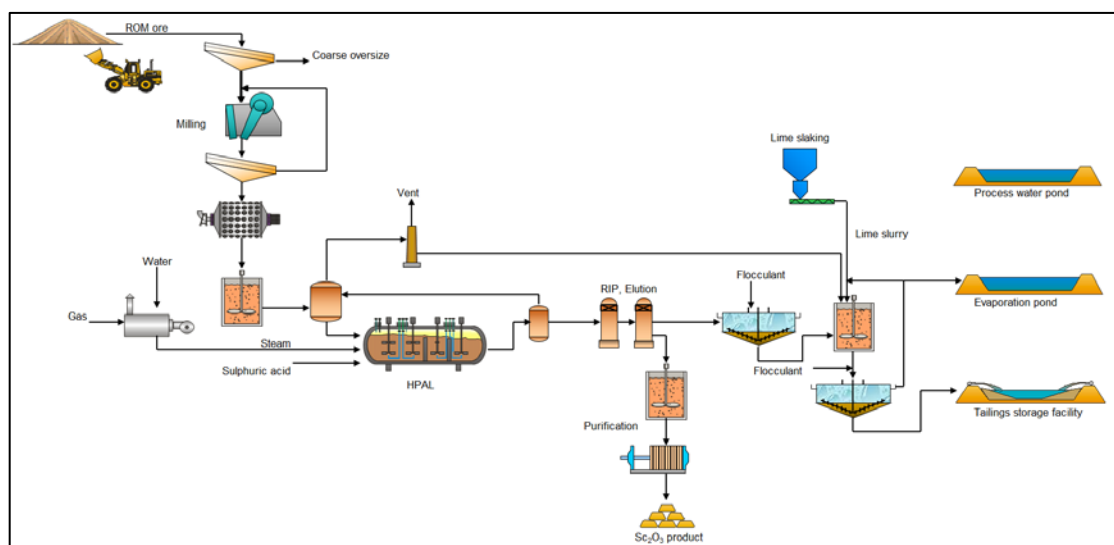 ROM ore
Coarse oversize
Milling
Lime slaking
Process water pond
Vent
Lime slurry
Water
Flocculant
RIP, Elution
Evaporation pond
Gas
Steam
Sulphuric acid
Flocculant
HPAL
Tailings storage facility
Purification
Sc₂O₃ product